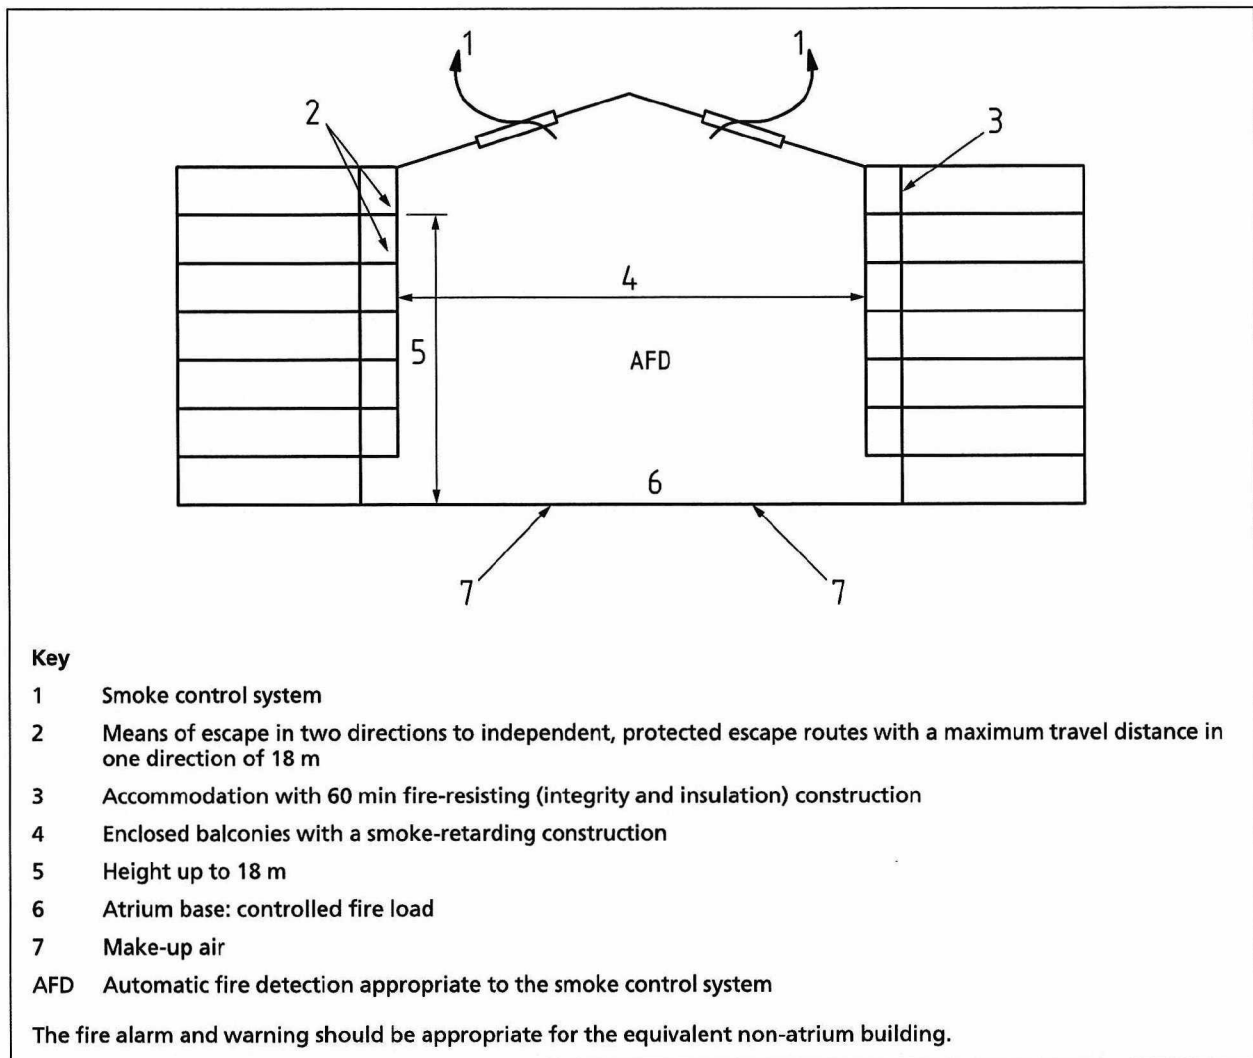 1 1
2
3
4
5
AFD
6
7 7
Key
1 Smoke control system
2 Means of escape in two directions to independent, protected escape routes with a maximum travel distance in
one direction of 18 m
3 Accommodation with 60 min fire-resisting (integrity and insulation) construction
4 Enclosed balconies with a smoke-retarding construction
5 Height up to 18 m
6 Atrium base: controlled fire load
7 Make-up air
AFD Automatic fire detection appropriate to the smoke control system
The fire alarm and warning should be appropriate for the equivalent non-atrium building.